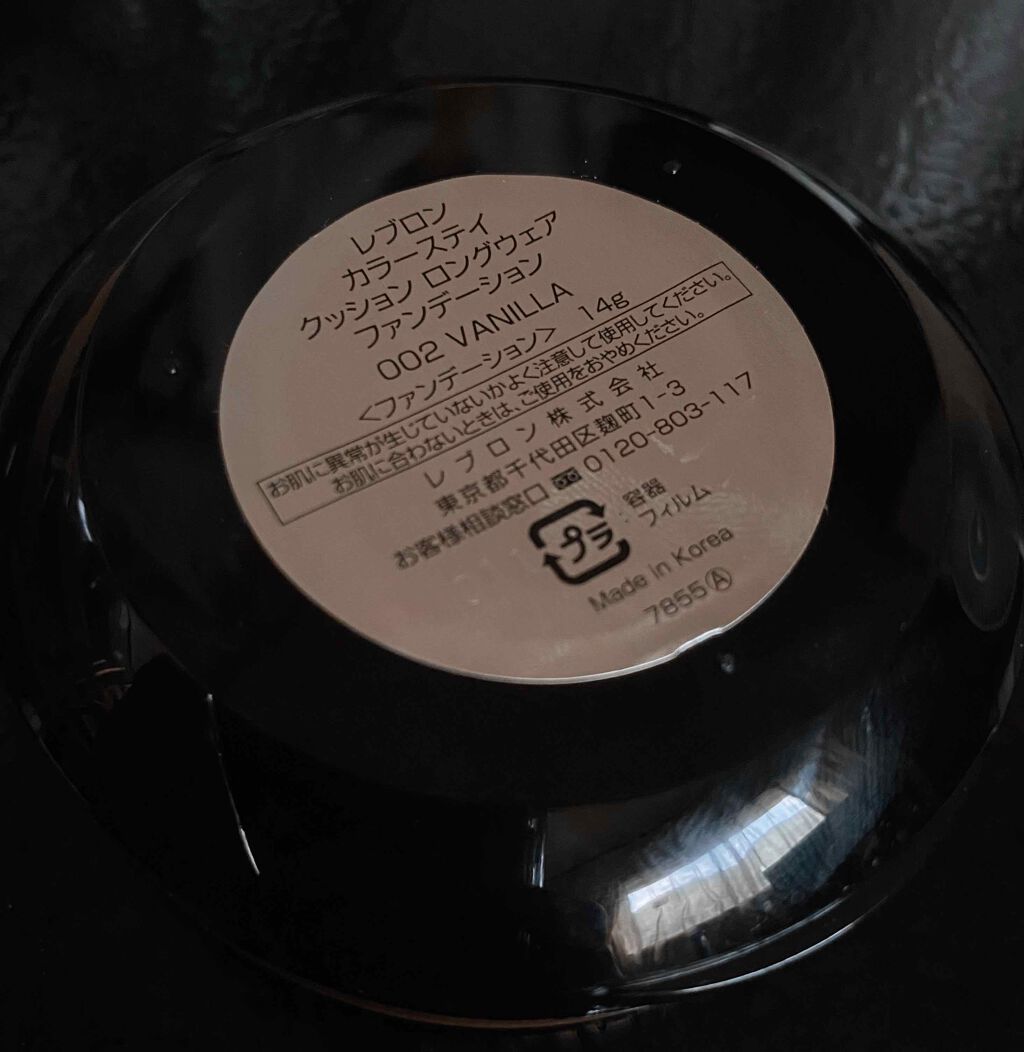 レブロン
カラースティ
クッション ロングウェア
ファンデーション
002 VANILLA
<ファンデーション> 14g
お肌に異常が生じていないかよく注意して使用してください。
お肌に合わないときは、ご使用をおやめください。
レブロン株式会社
東京都千代田区麹町1-3
お客様相談窓口 0120-803-117
プラ
容器
フィルム
Made in Korea
7855Ⓐ